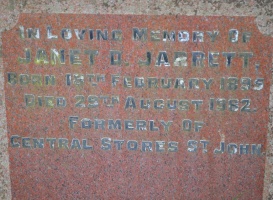 IN LOVING MEMORY OF
JANET D. JARRETT.
BORN 19TH FEBRUARY 1895
DIED 29TH AUGUST 1982.
FORMERLY OF
CENTRAL STORES ST JOHN.